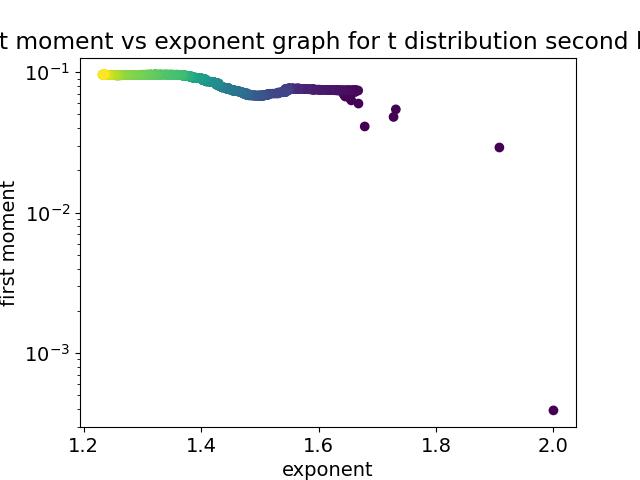 t moment vs exponent graph for t distribution second
10⁻¹
10⁻²
10⁻³
first moment
1.2 1.4 1.6 1.8 2.0
exponent